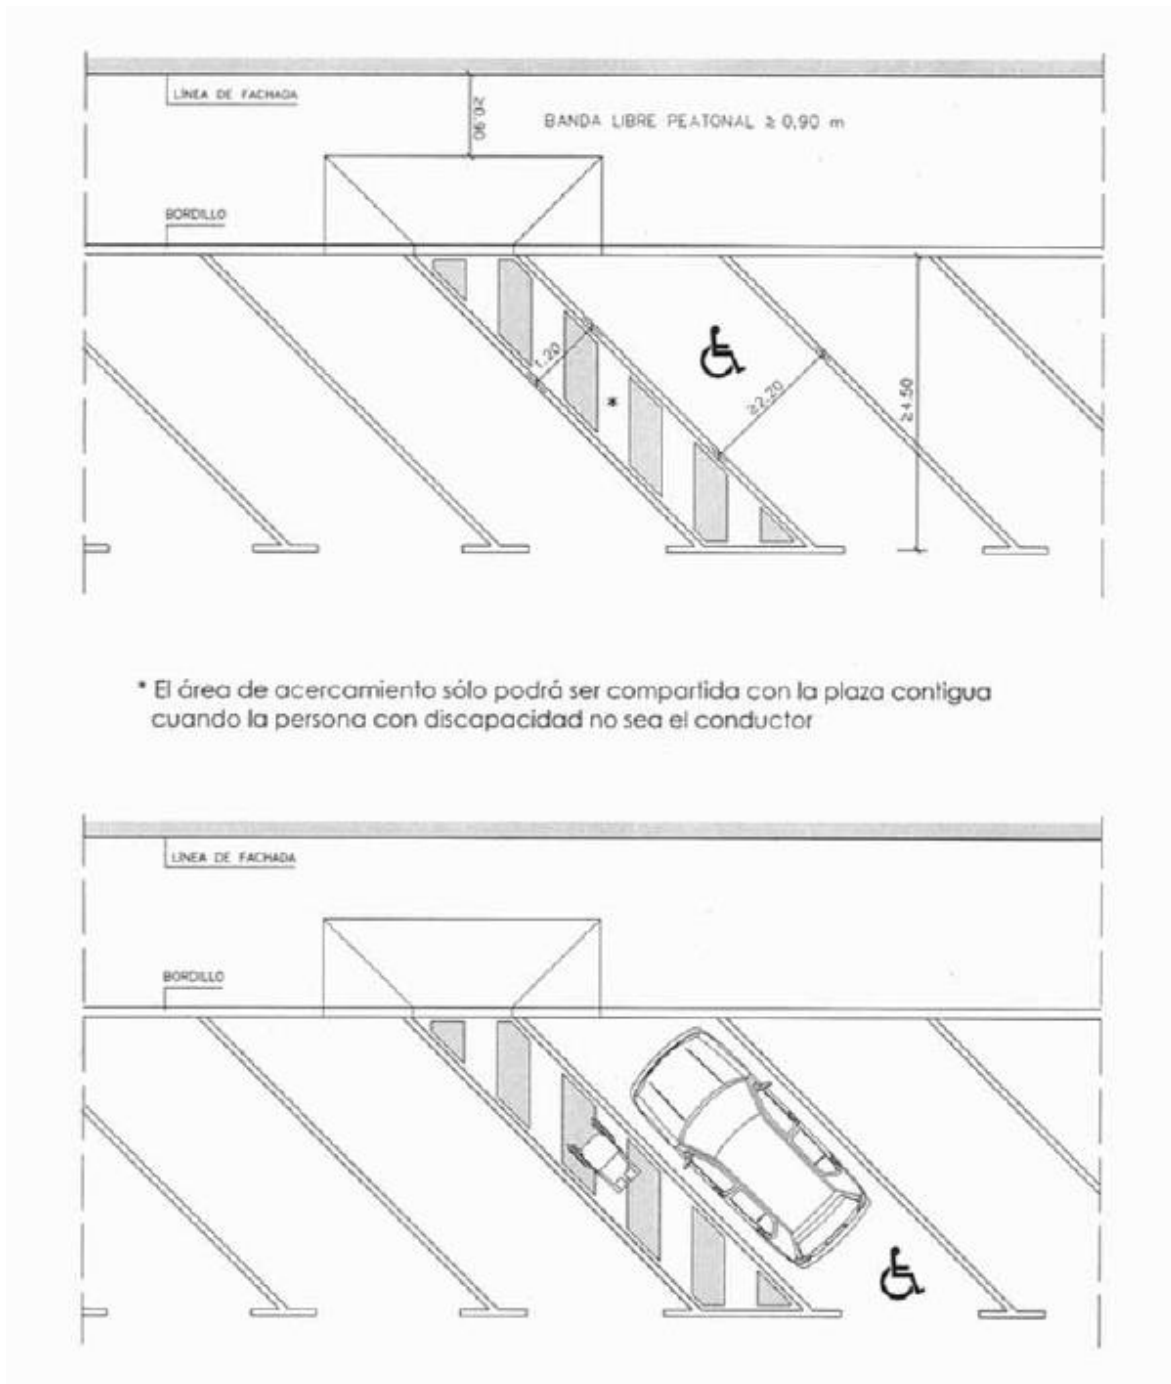 LÍNEA DE FACHADA
≥0.90
BANDA LIBRE PEATONAL ≥ 0,90 m
BORDILLO
1.20
*
≥2.20
≥4.50
* El área de acercamiento sólo podrá ser compartida con la plaza contigua
cuando la persona con discapacidad no sea el conductor
LÍNEA DE FACHADA
BORDILLO